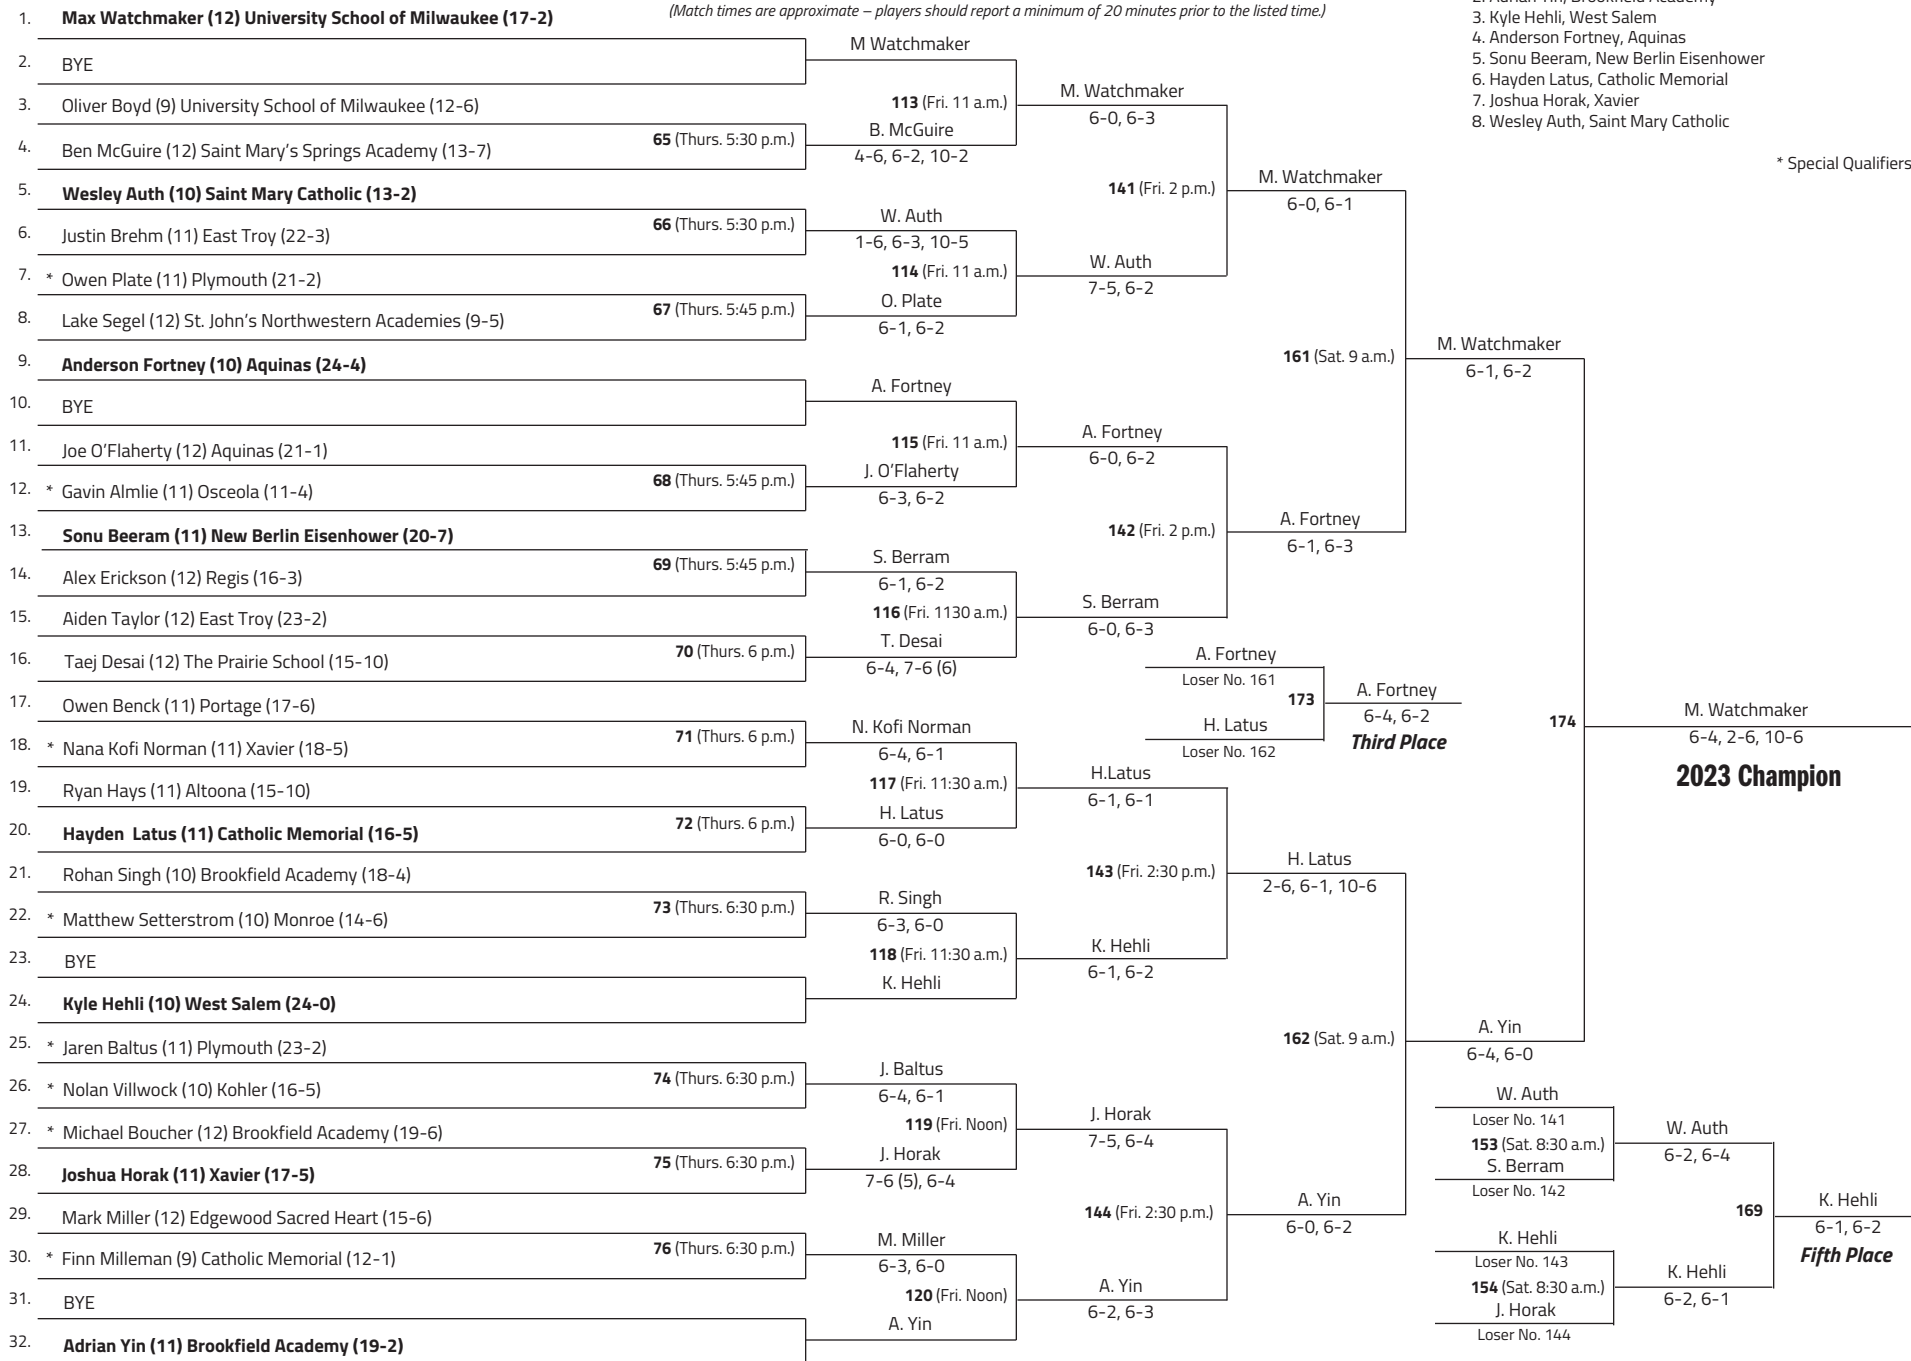 1. Max Watchmaker (12) University School of Milwaukee (17-2)
2. BYE
3. Oliver Boyd (9) University School of Milwaukee (12-6)
4. Ben McGuire (12) Saint Mary's Springs Academy (13-7)
5. Wesley Auth (10) Saint Mary Catholic (13-2)
6. Justin Brehm (11) East Troy (22-3)
7. * Owen Plate (11) Plymouth (21-2)
8. Lake Segel (12) St. John's Northwestern Academies (9-5)
9. Anderson Fortney (10) Aquinas (24-4)
10. BYE
11. Joe O'Flaherty (12) Aquinas (21-1)
12. * Gavin Almlie (11) Osceola (11-4)
13. Sonu Beeram (11) New Berlin Eisenhower (20-7)
14. Alex Erickson (12) Regis (16-3)
15. Aiden Taylor (12) East Troy (23-2)
16. Taej Desai (12) The Prairie School (15-10)
17. Owen Benck (11) Portage (17-6)
18. * Nana Kofi Norman (11) Xavier (18-5)
19. Ryan Hays (11) Altoona (15-10)
20. Hayden Latus (11) Catholic Memorial (16-5)
21. Rohan Singh (10) Brookfield Academy (18-4)
22. * Matthew Setterstrom (10) Monroe (14-6)
23. BYE
24. Kyle Hehli (10) West Salem (24-0)
25. * Jaren Baltus (11) Plymouth (23-2)
26. * Nolan Villwock (10) Kohler (16-5)
27. * Michael Boucher (12) Brookfield Academy (19-6)
28. Joshua Horak (11) Xavier (17-5)
29. Mark Miller (12) Edgewood Sacred Heart (15-6)
30. * Finn Milleman (9) Catholic Memorial (12-1)
31. BYE
32. Adrian Yin (11) Brookfield Academy (19-2)
65 (Thurs. 5:30 p.m.)
66 (Thurs. 5:30 p.m.)
67 (Thurs. 5:45 p.m.)
68 (Thurs. 5:45 p.m.)
69 (Thurs. 5:45 p.m.)
70 (Thurs. 6 p.m.)
71 (Thurs. 6 p.m.)
72 (Thurs. 6 p.m.)
73 (Thurs. 6:30 p.m.)
74 (Thurs. 6:30 p.m.)
75 (Thurs. 6:30 p.m.)
76 (Thurs. 6:30 p.m.)
(Match times are approximate – players should report a minimum of 20 minutes prior to the listed time.)
M Watchmaker
113 (Fri. 11 a.m.)
B. McGuire
4-6, 6-2, 10-2
W. Auth
1-6, 6-3, 10-5
114 (Fri. 11 a.m.)
O. Plate
6-1, 6-2
A. Fortney
115 (Fri. 11 a.m.)
J. O'Flaherty
6-3, 6-2
S. Berram
6-1, 6-2
116 (Fri. 1130 a.m.)
T. Desai
6-4, 7-6 (6)
N. Kofi Norman
6-4, 6-1
117 (Fri. 11:30 a.m.)
H. Latus
6-0, 6-0
R. Singh
6-3, 6-0
118 (Fri. 11:30 a.m.)
K. Hehli
J. Baltus
6-4, 6-1
119 (Fri. Noon)
J. Horak
7-6 (5), 6-4
M. Miller
6-3, 6-0
120 (Fri. Noon)
A. Yin
M. Watchmaker
6-0, 6-3
141 (Fri. 2 p.m.)
W. Auth
7-5, 6-2
A. Fortney
6-0, 6-2
142 (Fri. 2 p.m.)
S. Berram
6-0, 6-3
H.Latus
6-1, 6-1
143 (Fri. 2:30 p.m.)
K. Hehli
6-1, 6-2
J. Horak
7-5, 6-4
144 (Fri. 2:30 p.m.)
A. Yin
6-2, 6-3
M. Watchmaker
6-0, 6-1
161 (Sat. 9 a.m.)
A. Fortney
6-1, 6-3
H. Latus
2-6, 6-1, 10-6
162 (Sat. 9 a.m.)
A. Yin
6-0, 6-2
M. Watchmaker
6-1, 6-2
174
A. Yin
6-4, 6-0
M. Watchmaker
6-4, 2-6, 10-6
2023 Champion
A. Fortney
Loser No. 161
173
H. Latus
Loser No. 162
A. Fortney
6-4, 6-2
Third Place
W. Auth
Loser No. 141
153 (Sat. 8:30 a.m.)
S. Berram
Loser No. 142
W. Auth
6-2, 6-4
169
K. Hehli
Loser No. 143
154 (Sat. 8:30 a.m.)
J. Horak
Loser No. 144
K. Hehli
6-2, 6-1
K. Hehli
6-1, 6-2
Fifth Place
2. Adrian Yin, Brookfield Academy
3. Kyle Hehli, West Salem
4. Anderson Fortney, Aquinas
5. Sonu Beeram, New Berlin Eisenhower
6. Hayden Latus, Catholic Memorial
7. Joshua Horak, Xavier
8. Wesley Auth, Saint Mary Catholic
* Special Qualifiers